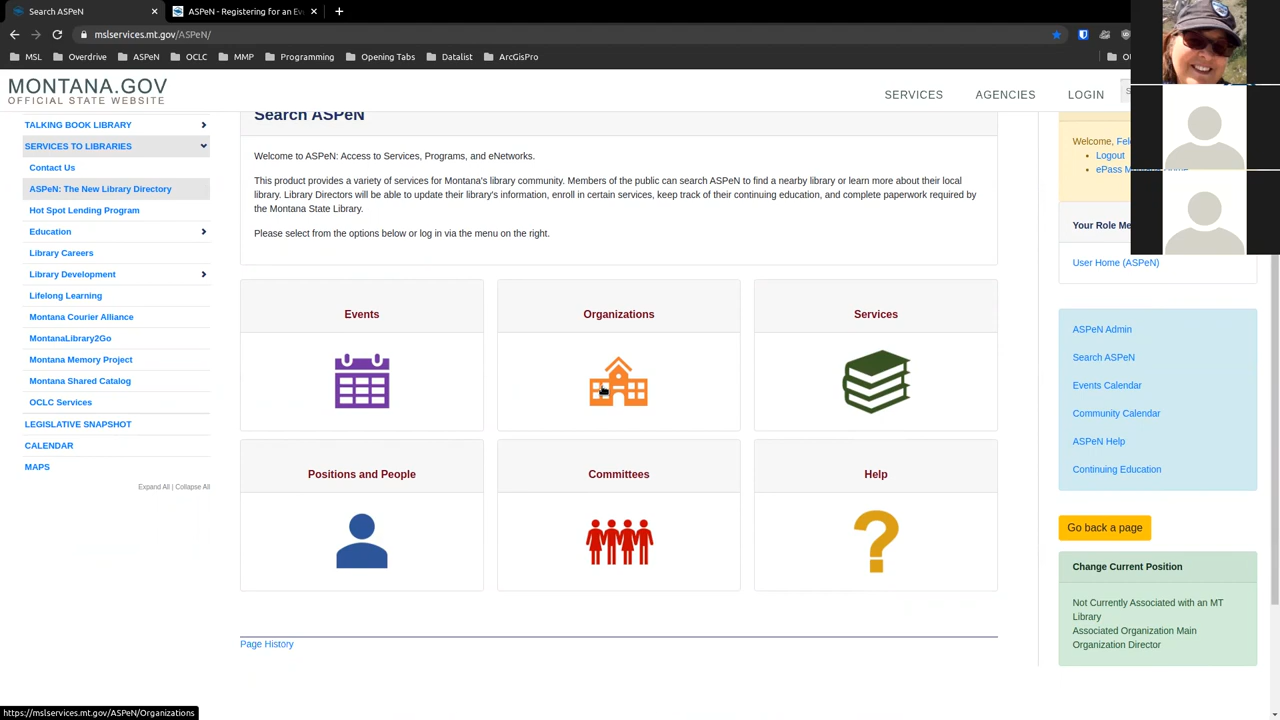 Search ASPeN
ASPeN - Registering for an Ev
mslservices.mt.gov/ASPeN/
MSL
Overdrive
ASPeN
OCLC
MMP
Programming
Opening Tabs
Datalist
ArcGisPro
MONTANA.GOV
OFFICIAL STATE WEBSITE
SERVICES
AGENCIES
LOGIN
TALKING BOOK LIBRARY
SERVICES TO LIBRARIES
Contact Us
ASPeN: The New Library Directory
Hot Spot Lending Program
Education
Library Careers
Library Development
Lifelong Learning
Montana Courier Alliance
MontanaLibrary2Go
Montana Memory Project
Montana Shared Catalog
OCLC Services
LEGISLATIVE SNAPSHOT
CALENDAR
MAPS
Expand All | Collapse All
Search ASPeN
Welcome to ASPeN: Access to Services, Programs, and eNetworks.
This product provides a variety of services for Montana's library community. Members of the public can search ASPeN to find a nearby library or learn more about their local
library. Library Directors will be able to update their library's information, enroll in certain services, keep track of their continuing education, and complete paperwork required by
the Montana State Library.
Please select from the options below or log in via the menu on the right.
Events
Organizations
Services
Positions and People
Committees
Help
Page History
Welcome, Fel
Logout
ePass Montana Home
Your Role Me
User Home (ASPeN)
ASPeN Admin
Search ASPeN
Events Calendar
Community Calendar
ASPeN Help
Continuing Education
Go back a page
Change Current Position
Not Currently Associated with an MT
Library
Associated Organization Main
Organization Director
https://mslservices.mt.gov/ASPeN/Organizations